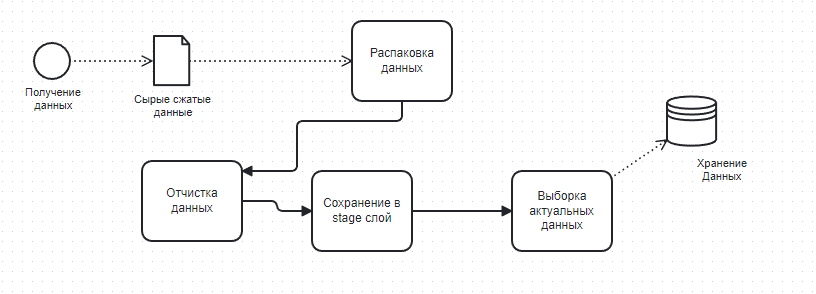 Получение
данных
Сырые сжатые
данные
Распаковка
данных
Хранение
Данных
Отчистка
данных
Сохранение в
stage слой
Выборка
актуальных
данных